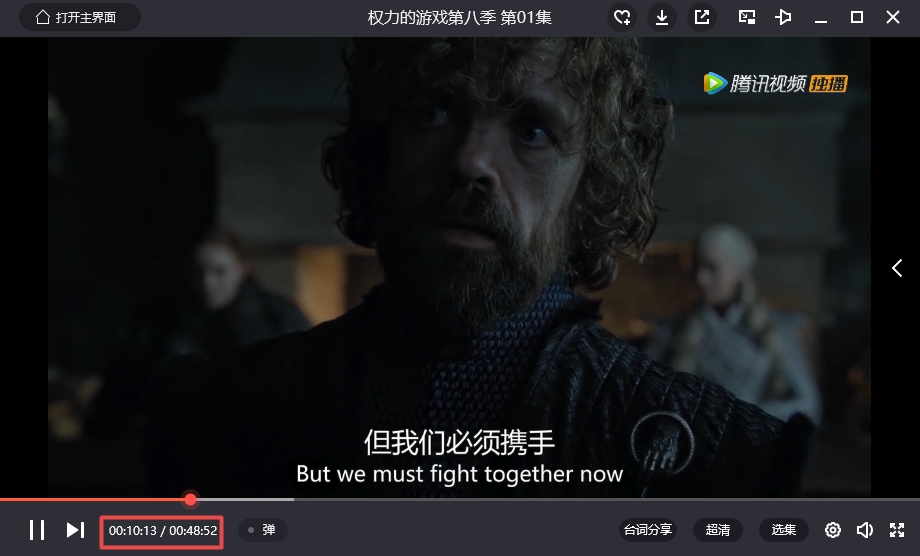 打开主界面
权力的游戏第八季 第01集
腾讯视频 独播
但我们必须携手
But we must fight together now
00:10:13 / 00:48:52
弹
台词分享
超清
选集